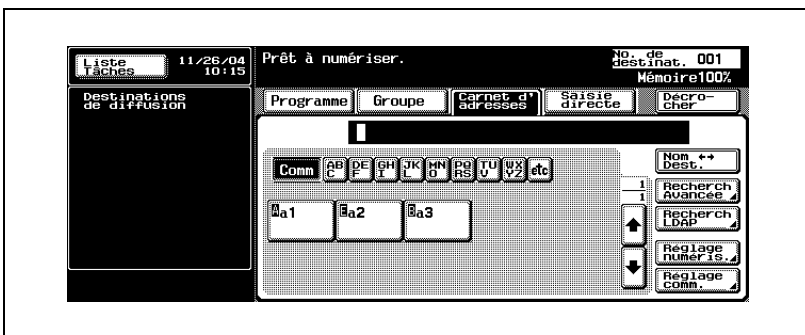 Liste
Tâches
11/26/04
10:15
Prêt à numériser.
No. de
destinat. 001
Mémoire100%
Destinations
de diffusion
Programme
Groupe
Carnet d'
adresses
Saisie
directe
Décro-
cher
Comm
AB
C
DE
F
GH
I
JK
L
MN
O
PQ
RS
TU
V
WX
YZ
etc
Nom ↔
Dest.
1
1
Recherch
Avancée
Recherch
LDAP
Réglage
numéris.
Réglage
comm.
a1
a2
a3